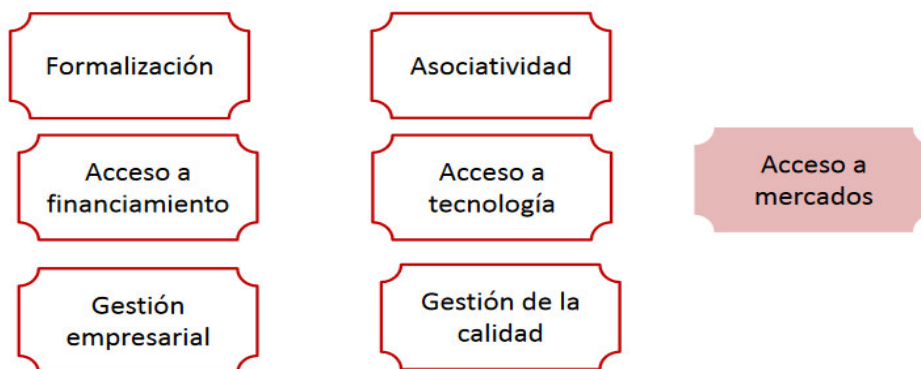 Formalización
Asociatividad
Acceso a
financiamiento
Acceso a
tecnología
Acceso a
mercados
Gestión
empresarial
Gestión de la
calidad